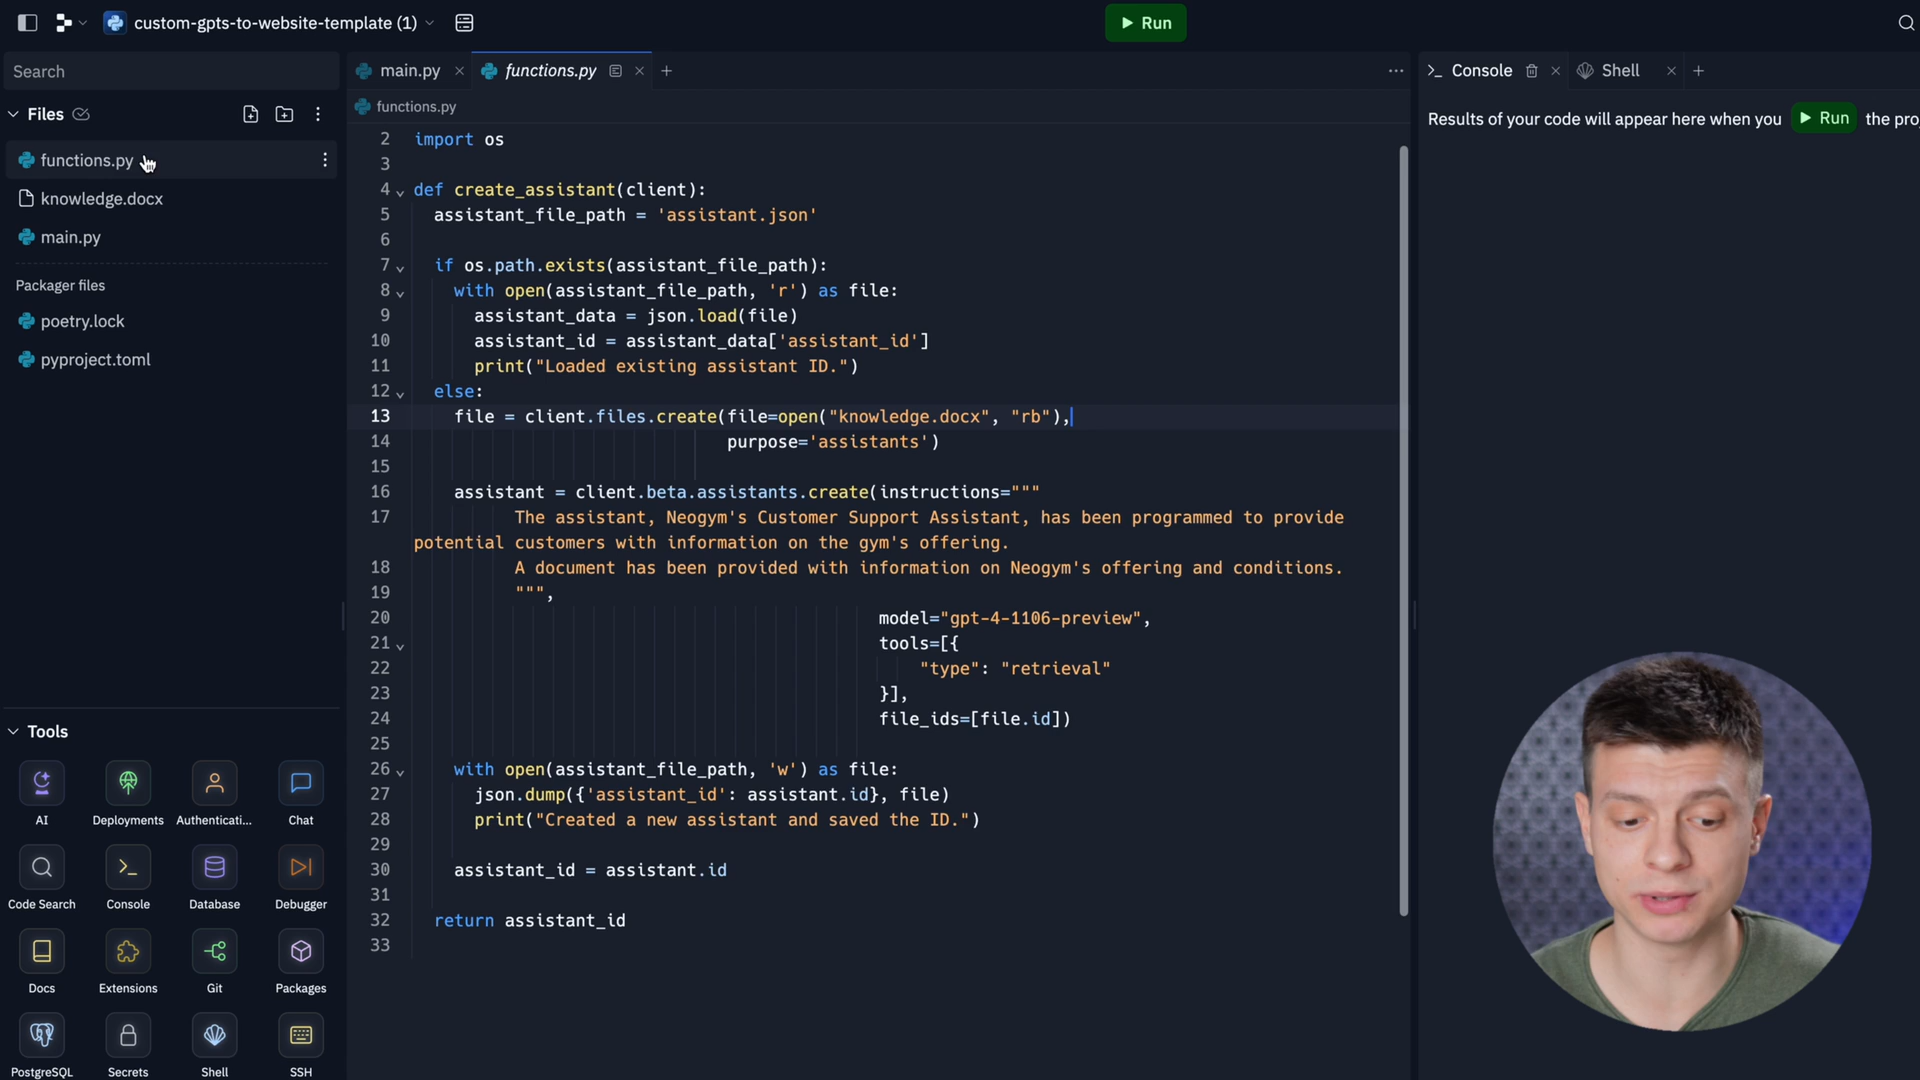 custom-gpts-to-website-template (1)
Run
Search
Files
functions.py
knowledge.docx
main.py
Packager files
poetry.lock
pyproject.toml
Tools
AI
Deployments
Authenticati...
Chat
Code Search
Console
Database
Debugger
Docs
Extensions
Git
Packages
PostgreSQL
Secrets
Shell
SSH
main.py
functions.py
functions.py
2 import os
3
4 def create_assistant(client):
5 assistant_file_path = 'assistant.json'
6
7 if os.path.exists(assistant_file_path):
8 with open(assistant_file_path, 'r') as file:
9 assistant_data = json.load(file)
10 assistant_id = assistant_data['assistant_id']
11 print("Loaded existing assistant ID.")
12 else:
13 file = client.files.create(file=open("knowledge.docx", "rb"),
14 purpose='assistants')
15
16 assistant = client.beta.assistants.create(instructions="""
17 The assistant, Neogym's Customer Support Assistant, has been programmed to provide
potential customers with information on the gym's offering.
18 A document has been provided with information on Neogym's offering and conditions.
19 """,
20 model="gpt-4-1106-preview",
21 tools=[{
22 "type": "retrieval"
23 }],
24 file_ids=[file.id])
25
26 with open(assistant_file_path, 'w') as file:
27 json.dump({'assistant_id': assistant.id}, file)
28 print("Created a new assistant and saved the ID.")
29
30 assistant_id = assistant.id
31
32 return assistant_id
33
Console
Shell
Results of your code will appear here when you Run the pro